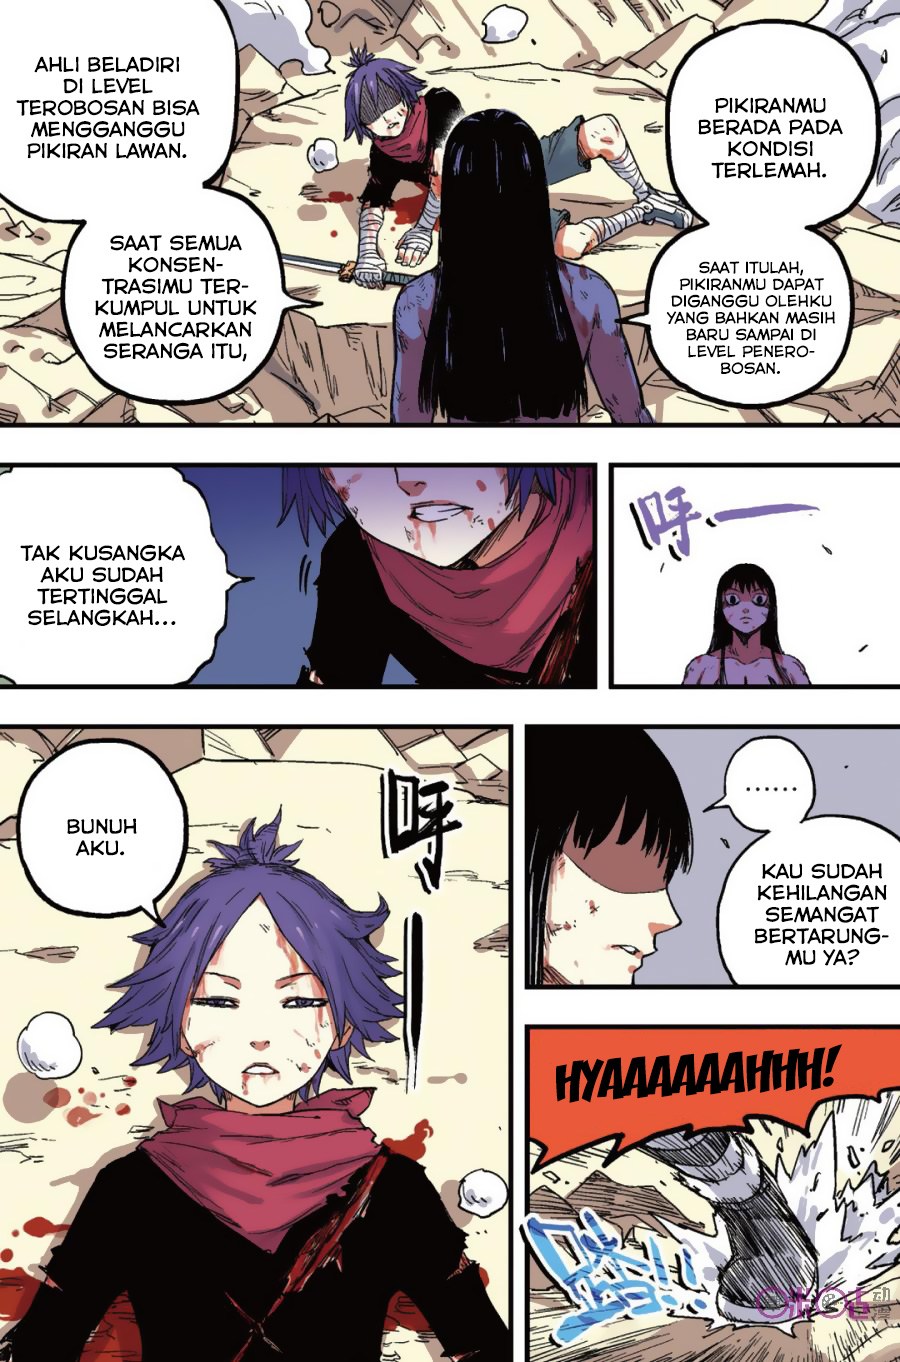 AHLI BELADIRI
DI LEVEL
TEROBOSAN BISA
MENGGANGGU
PIKIRAN LAWAN.
SAAT SEMUA
KONSEN-
TRASIMU TER-
KUMPUL UNTUK
MELANCARKAN
SERANGA ITU,
PIKIRANMU
BERADA PADA
KONDISI
TERLEMAH.
SAAT ITULAH,
PIKIRANMU DAPAT
DIGANGGU OLEHKU
YANG BAHKAN MASIH
BARU SAMPAI DI
LEVEL PENERO-
BOSAN.
TAK KUSANGKA
AKU SUDAH
TERTINGGAL
SELANGKAH...
呼—
BUNUH
AKU.
呼—
......
KAU SUDAH
KEHILANGAN
SEMANGAT
BERTARUNG-
MU YA?
HYAAAAAAAHHH!